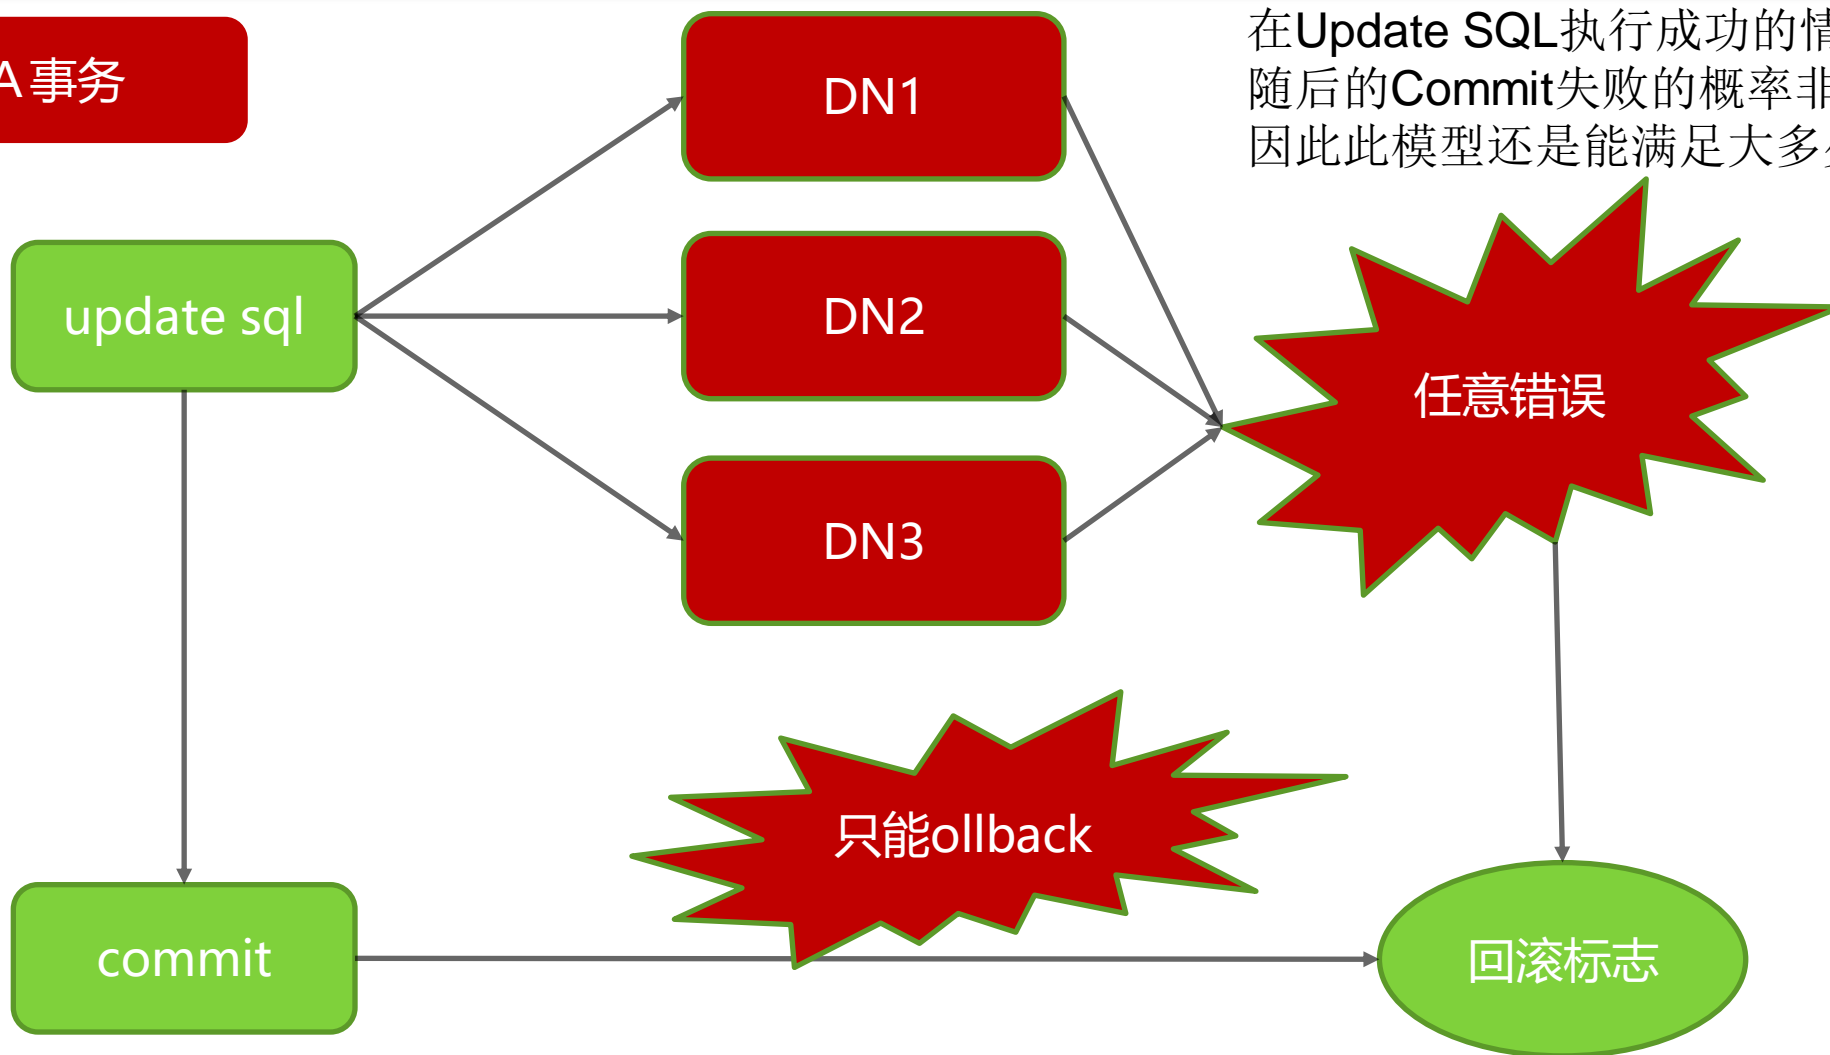 A事务
在Update SQL执行成功的情
随后的Commit失败的概率非
因此此模型还是能满足大多
DN1
update sql
DN2
任意错误
DN3
只能ollback
commit
回滚标志